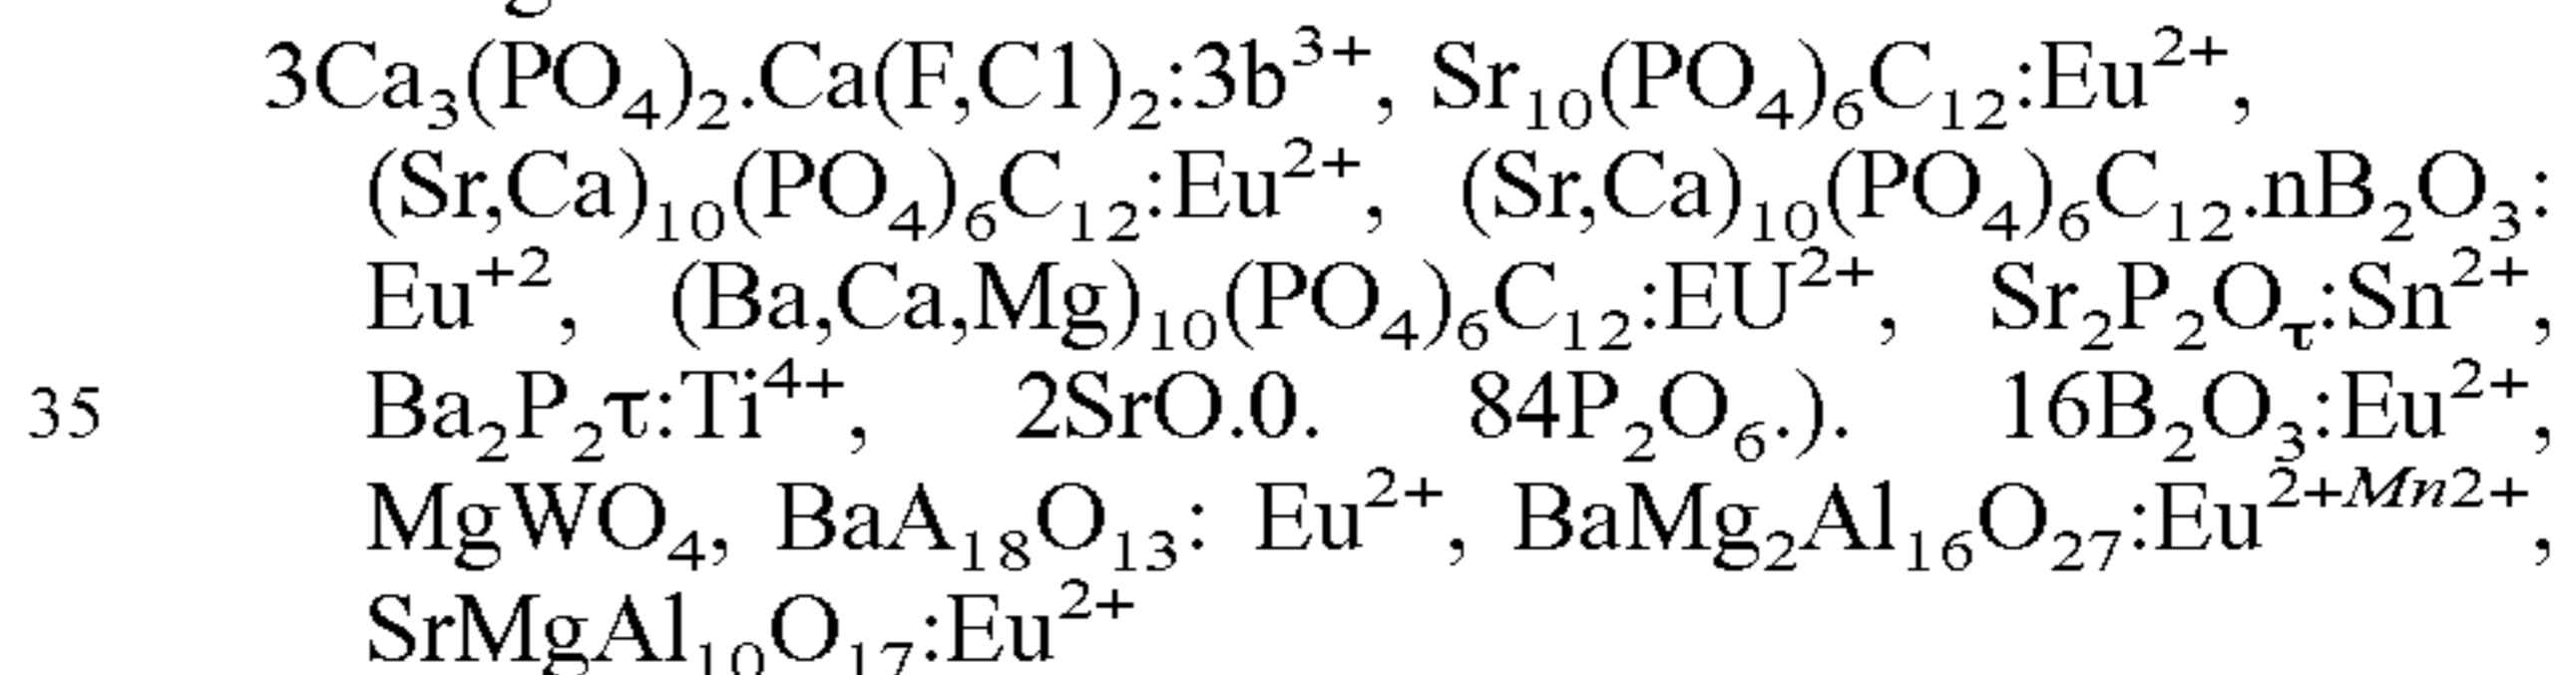 3Ca₃(PO₄)₂.Ca(F,C1)₂:3b³⁺, Sr₁₀(PO₄)₆C₁₂:Eu²⁺,
(Sr,Ca)₁₀(PO₄)₆C₁₂:Eu²⁺, (Sr,Ca)₁₀(PO₄)₆C₁₂.nB₂O₃:
Eu⁺², (Ba,Ca,Mg)₁₀(PO₄)₆C₁₂:EU²⁺, Sr₂P₂O_τ:Sn²⁺,
35 Ba₂P₂τ:Ti⁴⁺, 2SrO.0. 84P₂O₆.). 16B₂O₃:Eu²⁺,
MgWO₄, BaA₁₈O₁₃: Eu²⁺, BaMg₂Al₁₆O₂₇:Eu²⁺ᴹⁿ²⁺,
SrMgAl₁₀O₁₇:Eu²⁺